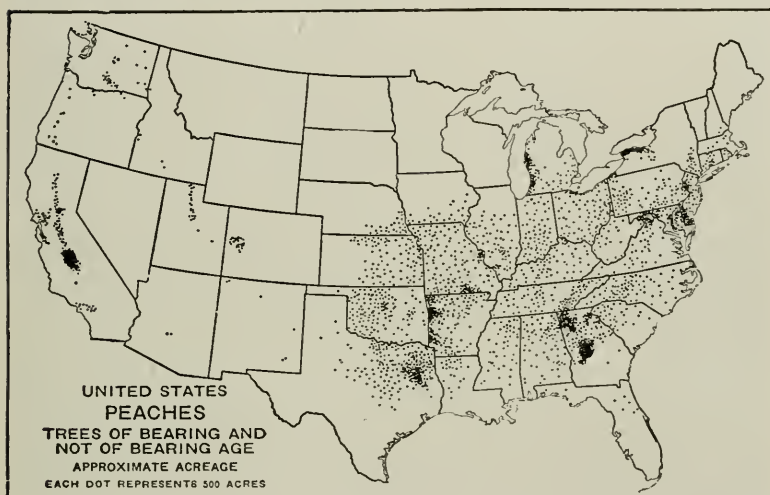 UNITED STATES
PEACHES
TREES OF BEARING AND
NOT OF BEARING AGE
APPROXIMATE ACREAGE
EACH DOT REPRESENTS 500 ACRES